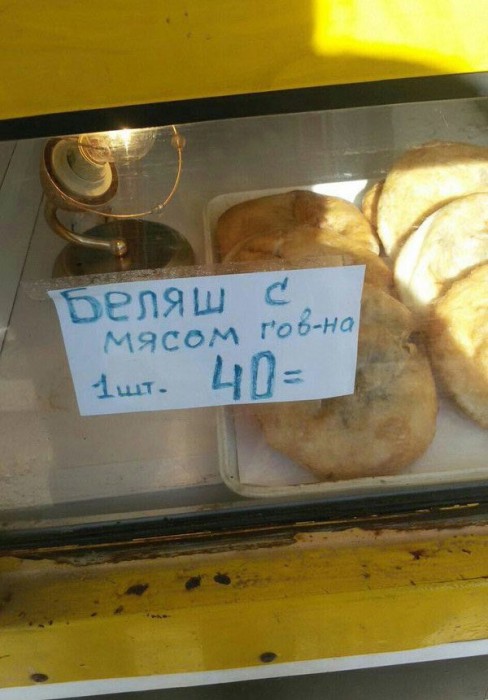 Беляш с
мясом гов-на
1шт. 40=